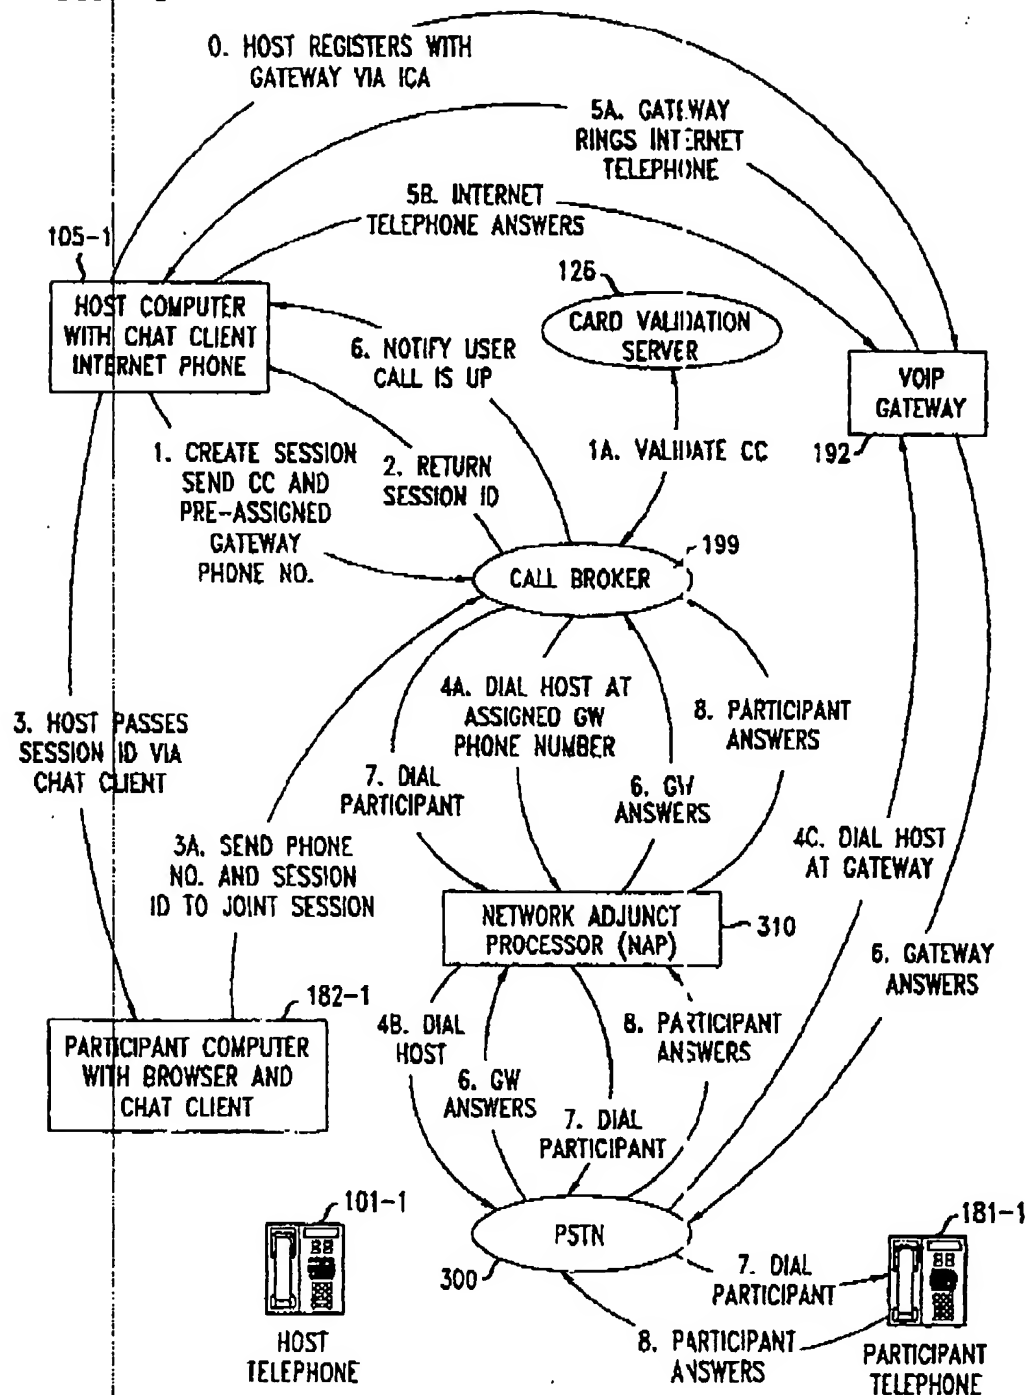 0. HOST REGISTERS WITH
GATEWAY VIA ICA
5A. GATEWAY
RINGS INTERNET
TELEPHONE
5B. INTERNET
TELEPHONE ANSWERS
105-1
HOST COMPUTER
WITH CHAT CLIENT
INTERNET PHONE
126
CARD VALIDATION
SERVER
6. NOTIFY USER
CALL IS UP
VOIP
GATEWAY
192
1. CREATE SESSION
SEND CC AND
PRE-ASSIGNED
GATEWAY
PHONE NO.
2. RETURN
SESSION ID
1A. VALIDATE CC
199
CALL BROKER
3. HOST PASSES
SESSION ID VIA
CHAT CLIENT
4A. DIAL HOST AT
ASSIGNED GW
PHONE NUMBER
8. PARTICIPANT
ANSWERS
7. DIAL
PARTICIPANT
6. GW
ANSWERS
3A. SEND PHONE
NO. AND SESSION
ID TO JOINT SESSION
4C. DIAL HOST
AT GATEWAY
NETWORK ADJUNCT
PROCESSOR (NAP)
310
6. GATEWAY
ANSWERS
182-1
PARTICIPANT COMPUTER
WITH BROWSER AND
CHAT CLIENT
4B. DIAL
HOST
6. GW
ANSWERS
8. PARTICIPANT
ANSWERS
7. DIAL
PARTICIPANT
101-1
HOST
TELEPHONE
PSTN
300
7. DIAL
PARTICIPANT
8. PARTICIPANT
ANSWERS
181-1
PARTICIPANT
TELEPHONE